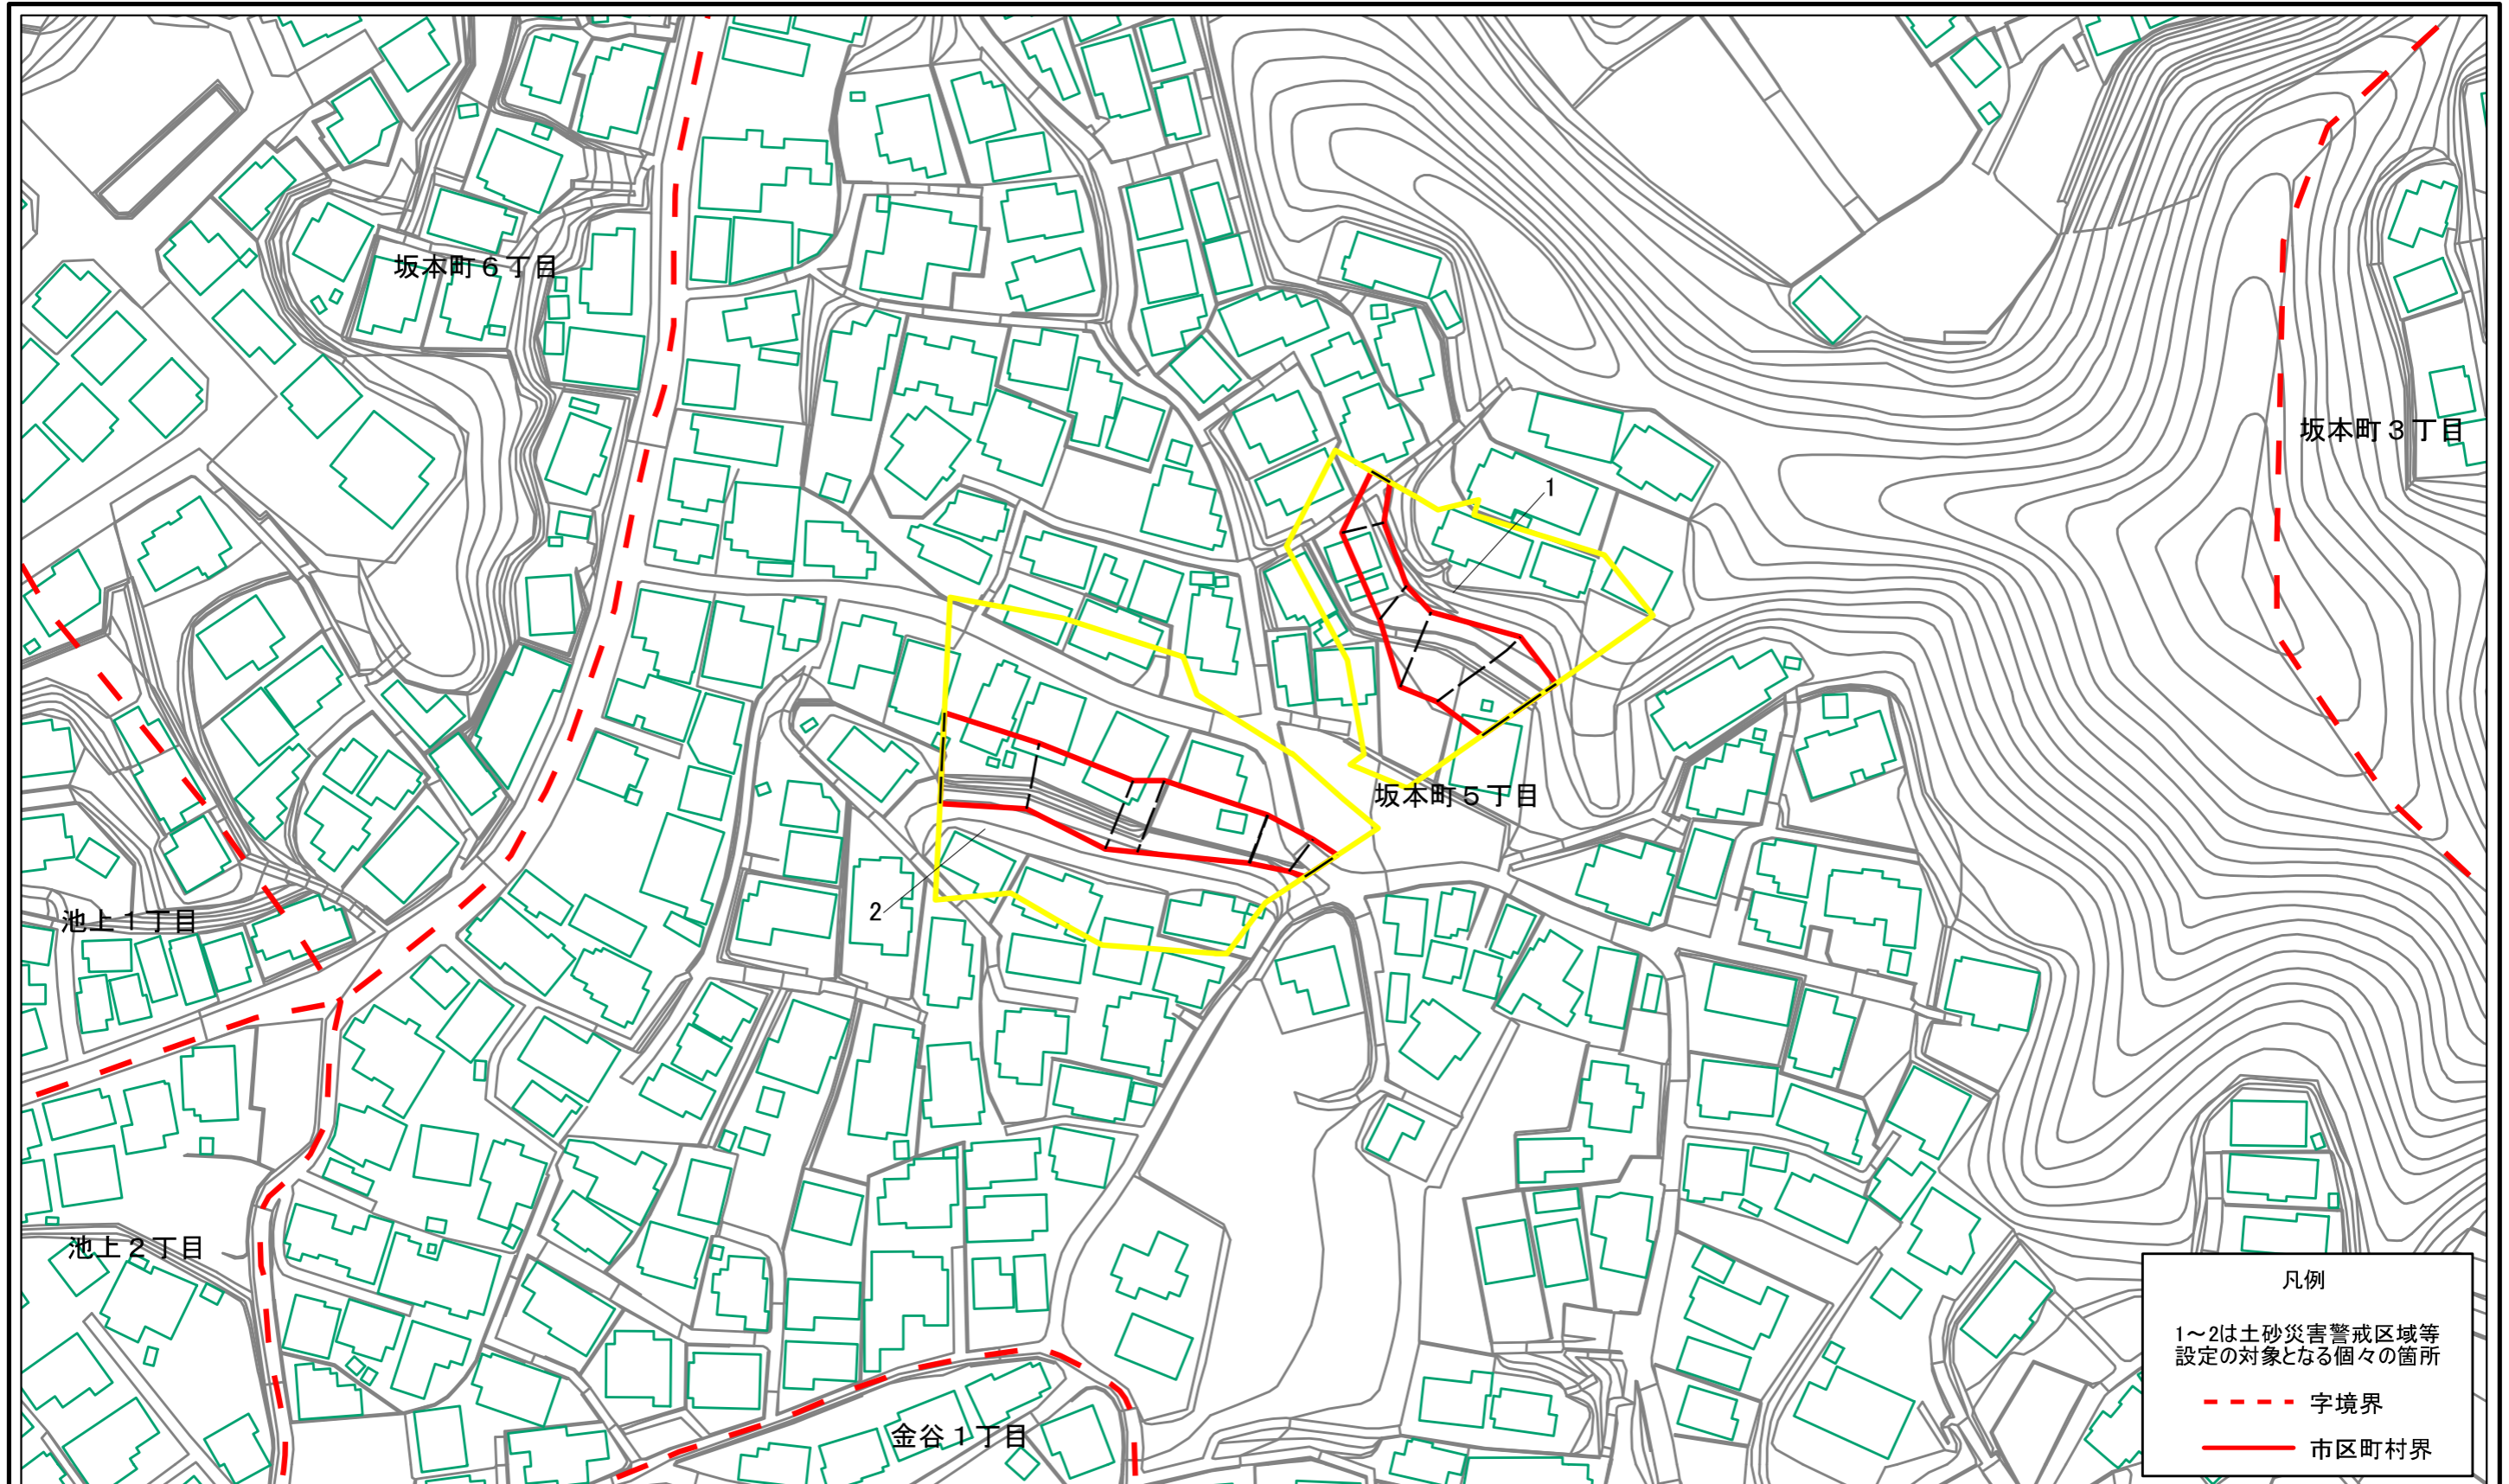 坂本町６丁目
坂本町３丁目
1
坂本町５丁目
2
池上１丁目
池上２丁目
金谷１丁目
凡例
1～2は土砂災害警戒区域等
設定の対象となる個々の箇所
字境界
市区町村界